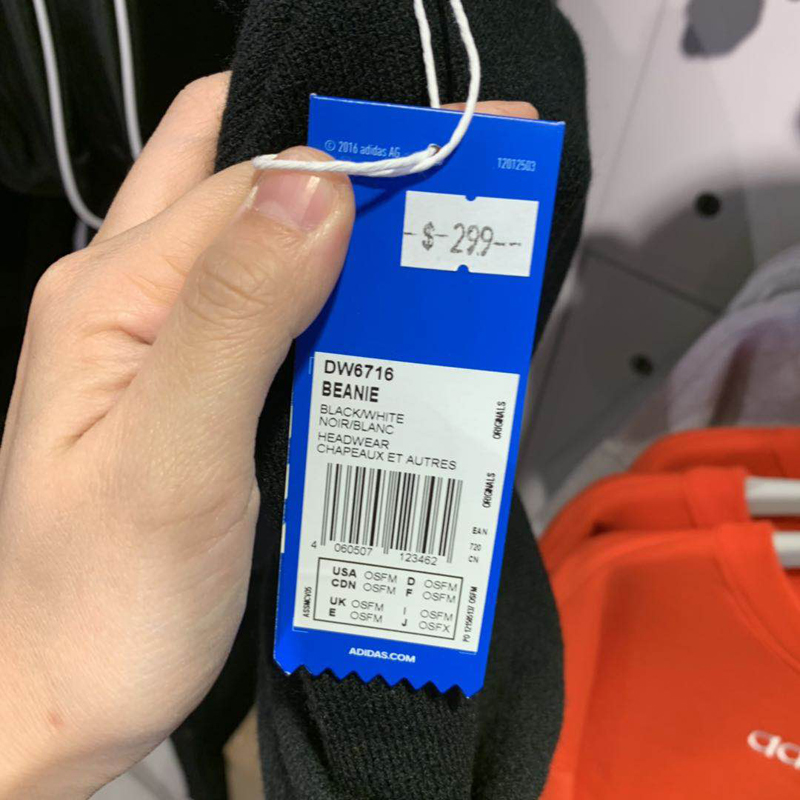 © 2016 adidas AG
12012503
-$-299--
DW6716
BEANIE
BLACK/WHITE
NOIR/BLANC
HEADWEAR
CHAPEAUX ET AUTRES
ORIGINALS
ORIGINALS
EAN
720
CN
4 060507 123462
USA OSFM D OSFM
CDN OSFM F OSFM
UK OSFM I OSFM
E OSFM J OSFX
ADIDAS.COM